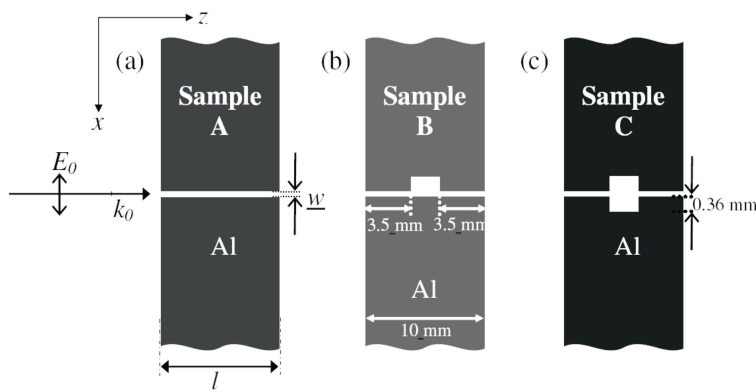 z
x
(a)
Sample
A
E0
k0
w
Al
l
(b)
Sample
B
3.5 mm
3.5 mm
Al
10 mm
(c)
Sample
C
0.36 mm
Al